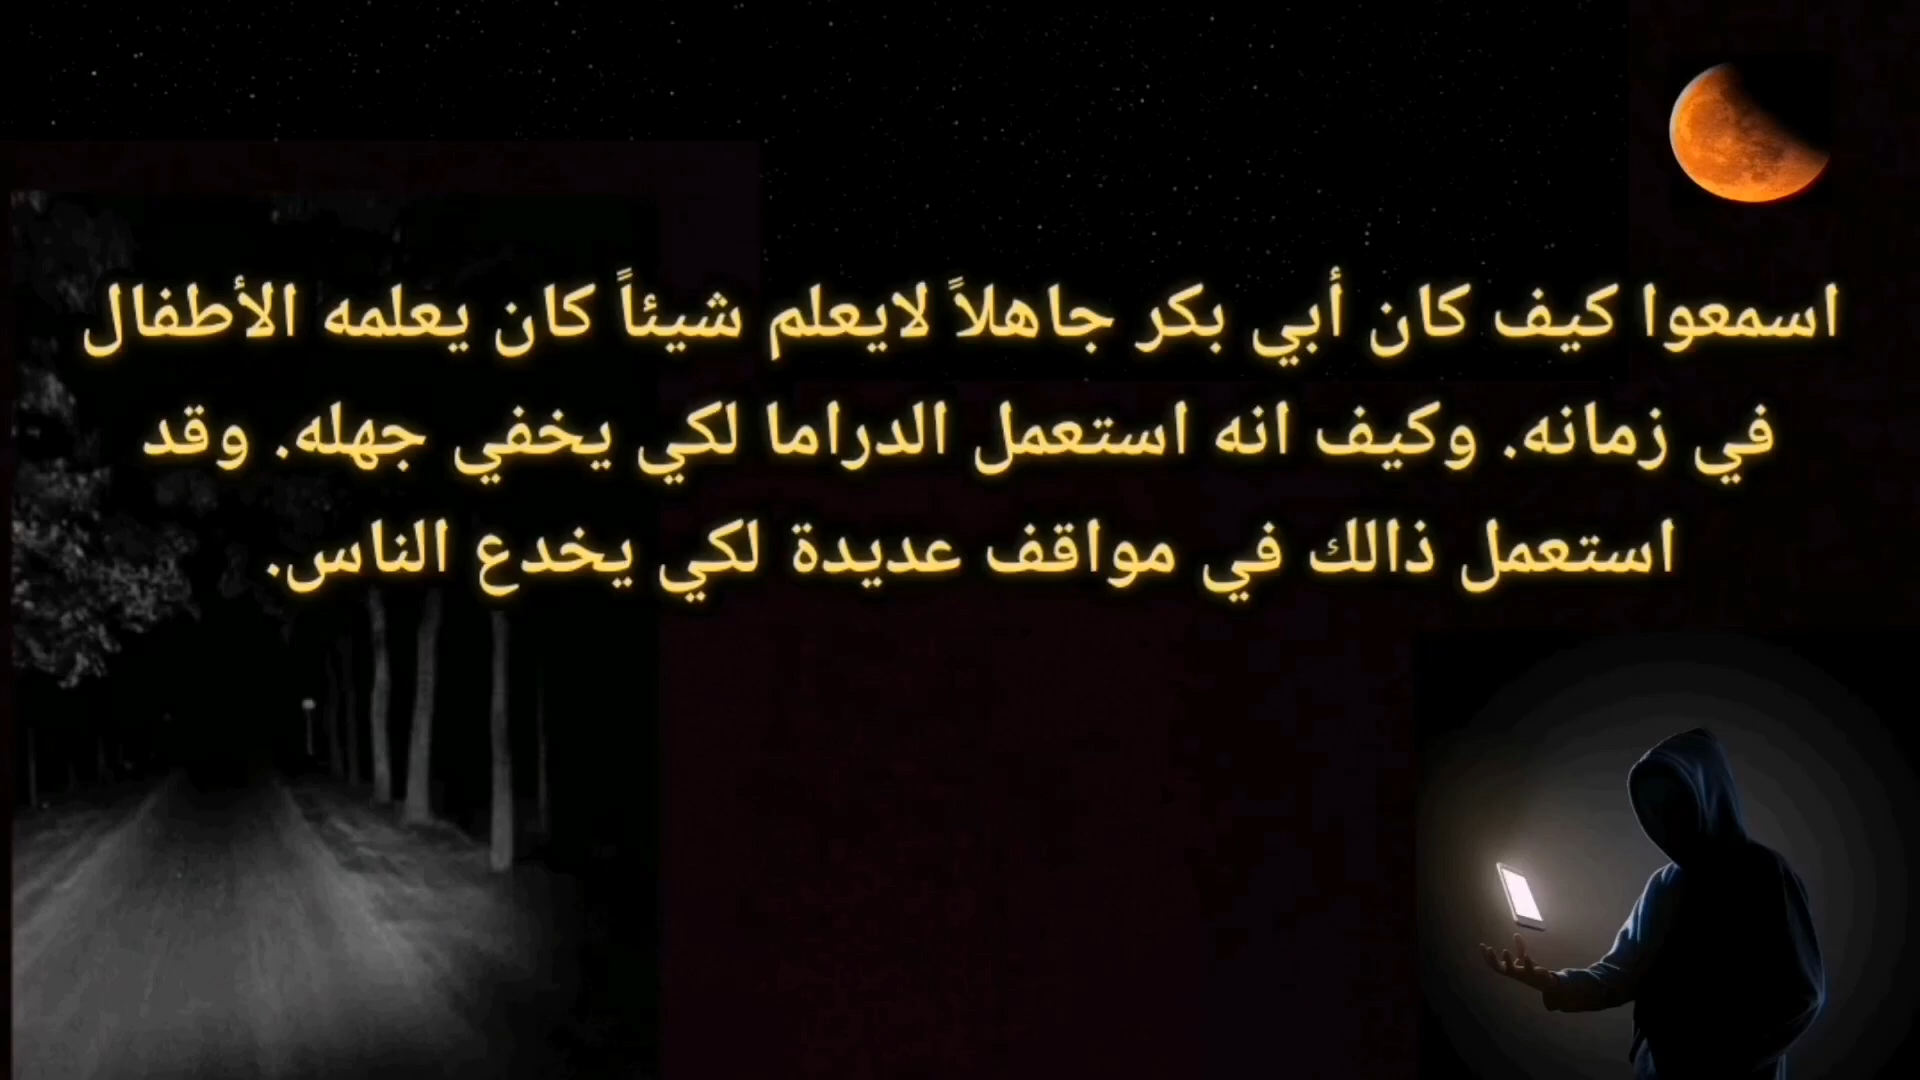 اسمعوا كيف كان أبي بكر جاهلاً لايعلم شيئاً كان يعلمه الأطفال
في زمانه. وكيف انه استعمل الدراما لكي يخفي جهله. وقد
استعمل ذالك في مواقف عديدة لكي يخدع الناس.